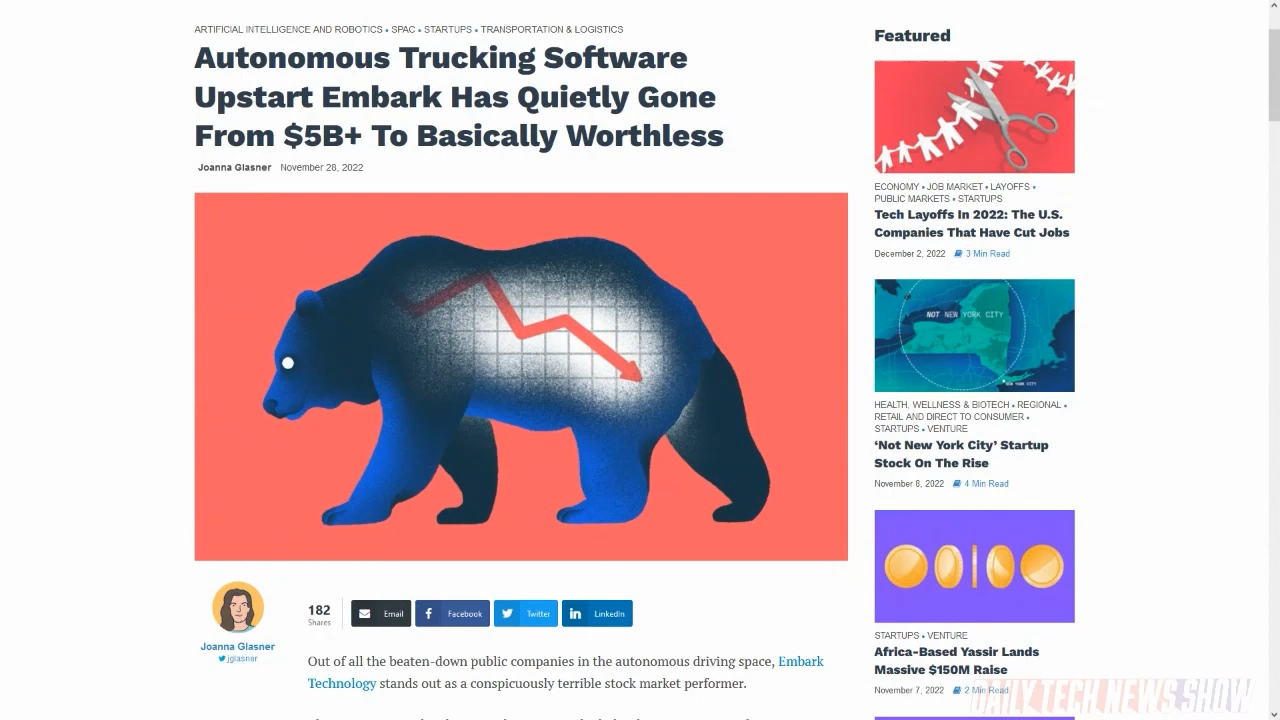 ARTIFICIAL INTELLIGENCE AND ROBOTICS • SPAC • STARTUPS • TRANSPORTATION & LOGISTICS
Autonomous Trucking Software
Upstart Embark Has Quietly Gone
From $5B+ To Basically Worthless
Joanna Glasner November 28, 2022
182
Shares
Email
Facebook
Twitter
LinkedIn
Joanna Glasner
jglasner
Out of all the beaten-down public companies in the autonomous driving space, Embark
Technology stands out as a conspicuously terrible stock market performer.
Featured
ECONOMY • JOB MARKET • LAYOFFS •
PUBLIC MARKETS • STARTUPS
Tech Layoffs In 2022: The U.S.
Companies That Have Cut Jobs
December 2, 2022 3 Min Read
NOT NEW YORK CITY
NEW YORK CITY
HEALTH, WELLNESS & BIOTECH • REGIONAL •
RETAIL AND DIRECT TO CONSUMER •
STARTUPS • VENTURE
‘Not New York City’ Startup
Stock On The Rise
November 8, 2022 4 Min Read
STARTUPS • VENTURE
Africa-Based Yassir Lands
Massive $150M Raise
November 7, 2022 2 Min Read
DAILY TECH NEWS SHOW